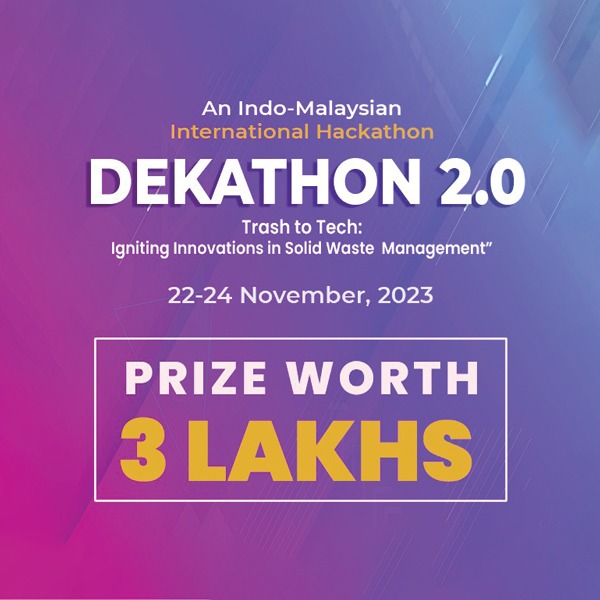 An Indo-Malaysian
International Hackathon
DEKATHON 2.0
Trash to Tech:
Igniting Innovations in Solid Waste Management”
22-24 November, 2023
PRIZE WORTH
3 LAKHS